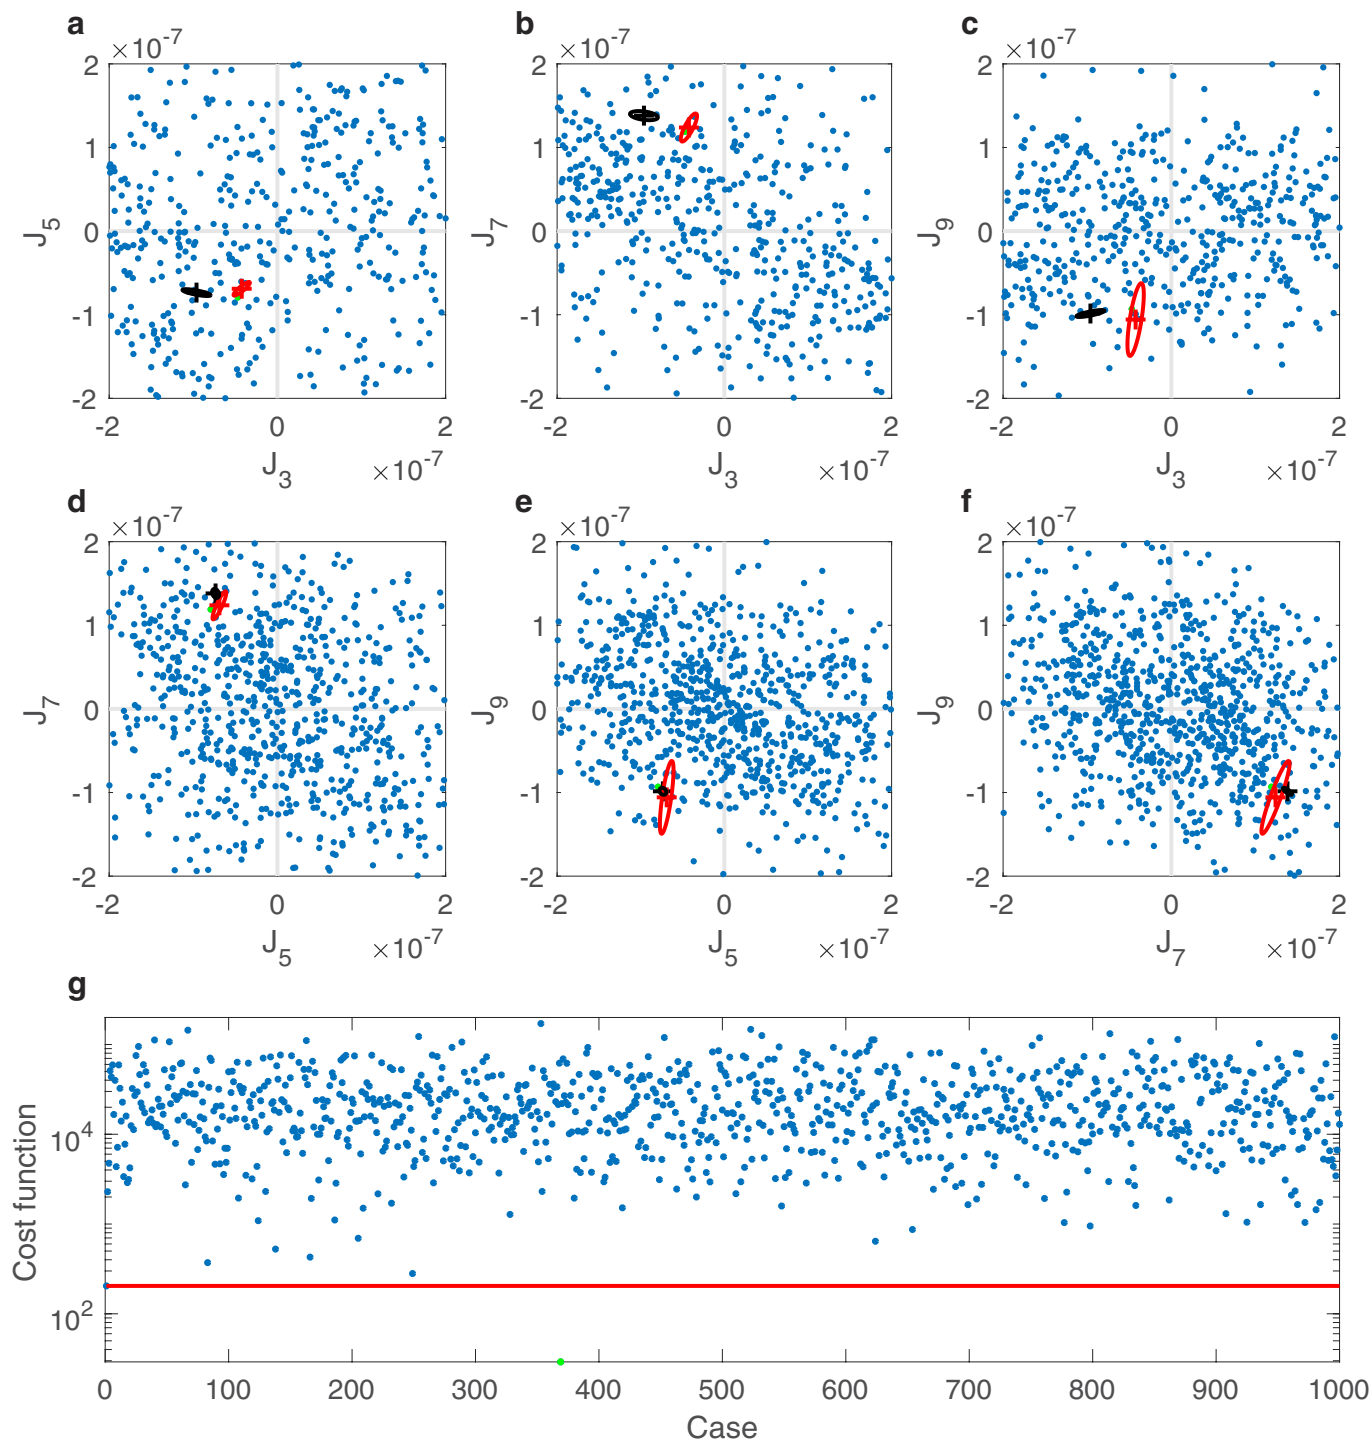 a
×10⁻⁷
2
1
0
-1
-2
J₅
-2 0 2
J₃ ×10⁻⁷
b
×10⁻⁷
2
1
0
-1
-2
J₇
-2 0 2
J₃ ×10⁻⁷
c
×10⁻⁷
2
1
0
-1
-2
J₉
-2 0 2
J₃ ×10⁻⁷
d
×10⁻⁷
2
1
0
-1
-2
J₇
-2 0 2
J₅ ×10⁻⁷
e
×10⁻⁷
2
1
0
-1
-2
J₉
-2 0 2
J₅ ×10⁻⁷
f
×10⁻⁷
2
1
0
-1
-2
J₉
-2 0 2
J₇ ×10⁻⁷
g
10⁴
10²
Cost function
0 100 200 300 400 500 600 700 800 900 1000
Case